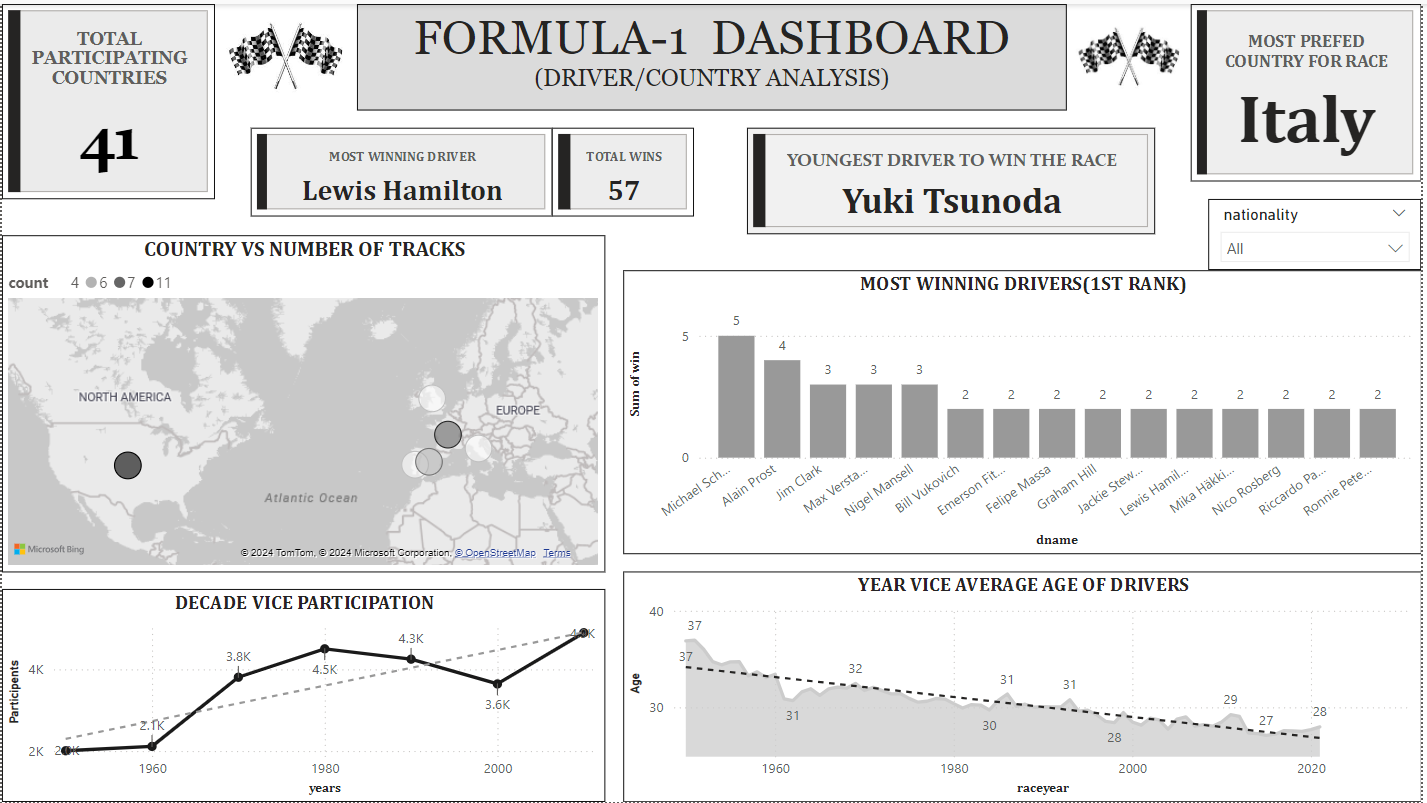 TOTAL
PARTICIPATING
COUNTRIES
41
FORMULA-1 DASHBOARD
(DRIVER/COUNTRY ANALYSIS)
MOST PREFED
COUNTRY FOR RACE
Italy
MOST WINNING DRIVER
Lewis Hamilton
TOTAL WINS
57
YOUNGEST DRIVER TO WIN THE RACE
Yuki Tsunoda
nationality
All
COUNTRY VS NUMBER OF TRACKS
count 4 6 7 11
NORTH AMERICA
EUROPE
Atlantic Ocean
Microsoft Bing
© 2024 TomTom, © 2024 Microsoft Corporation, © OpenStreetMap Terms
MOST WINNING DRIVERS(1ST RANK)
Sum of win
5
0
5
4
3
3
3
2
2
2
2
2
2
2
2
2
2
Michael Sch...
Alain Prost
Jim Clark
Max Versta...
Nigel Mansell
Bill Vukovich
Emerson Fit...
Felipe Massa
Graham Hill
Jackie Stew...
Lewis Hamil...
Mika Häkki...
Nico Rosberg
Riccardo Pa...
Ronnie Pete...
dname
DECADE VICE PARTICIPATION
Participants
4K
2K
2.1K
3.8K
4.5K
4.3K
3.6K
1960
1980
2000
years
YEAR VICE AVERAGE AGE OF DRIVERS
Age
40
30
37
37
31
32
30
31
31
28
29
27
28
1960
1980
2000
2020
raceyear